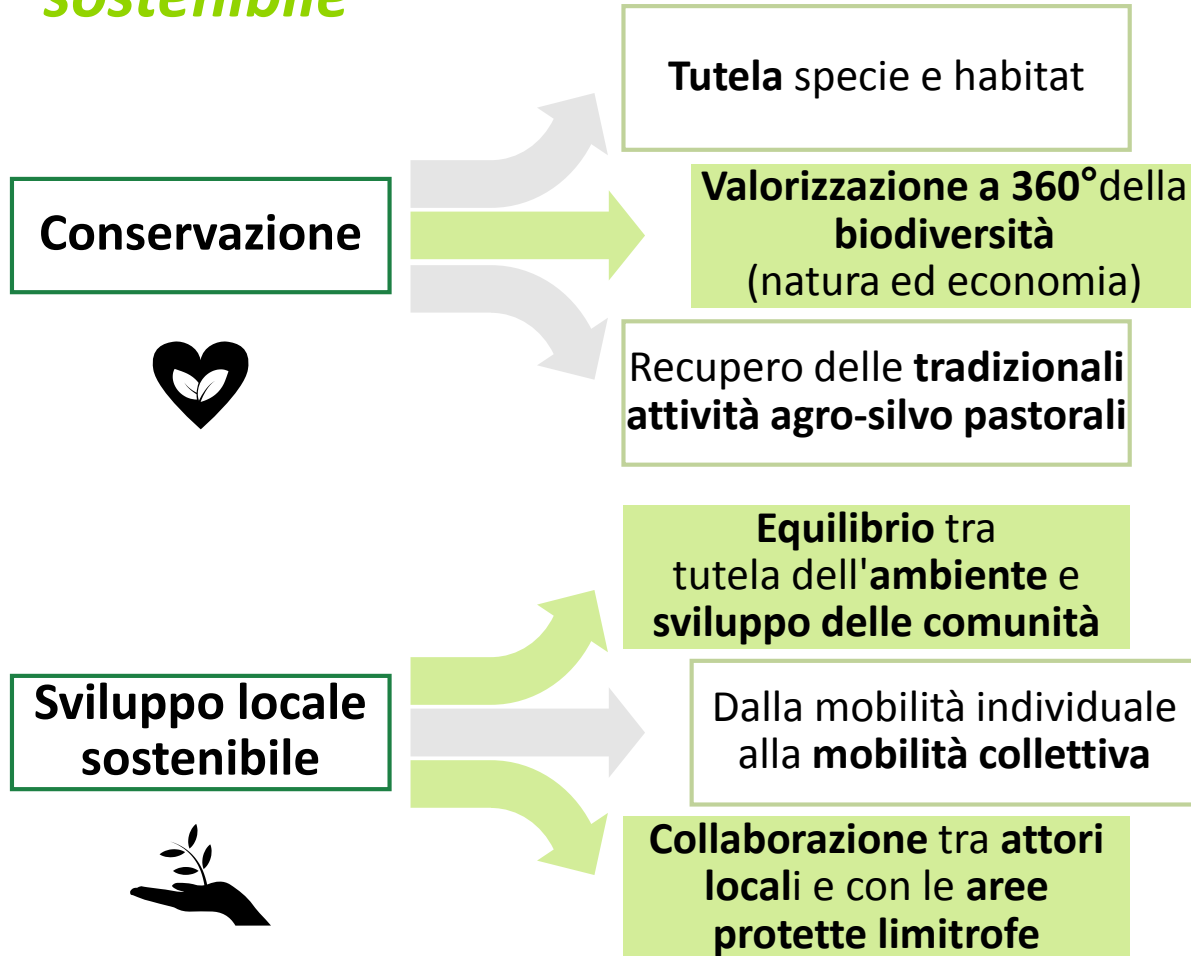 sostenibile
Tutela specie e habitat
Conservazione
Valorizzazione a 360°della
biodiversità
(natura ed economia)
Recupero delle tradizionali
attività agro-silvo pastorali
Equilibrio tra
tutela dell'ambiente e
sviluppo delle comunità
Sviluppo locale
sostenibile
Dalla mobilità individuale
alla mobilità collettiva
Collaborazione tra attori
locali e con le aree
protette limitrofe